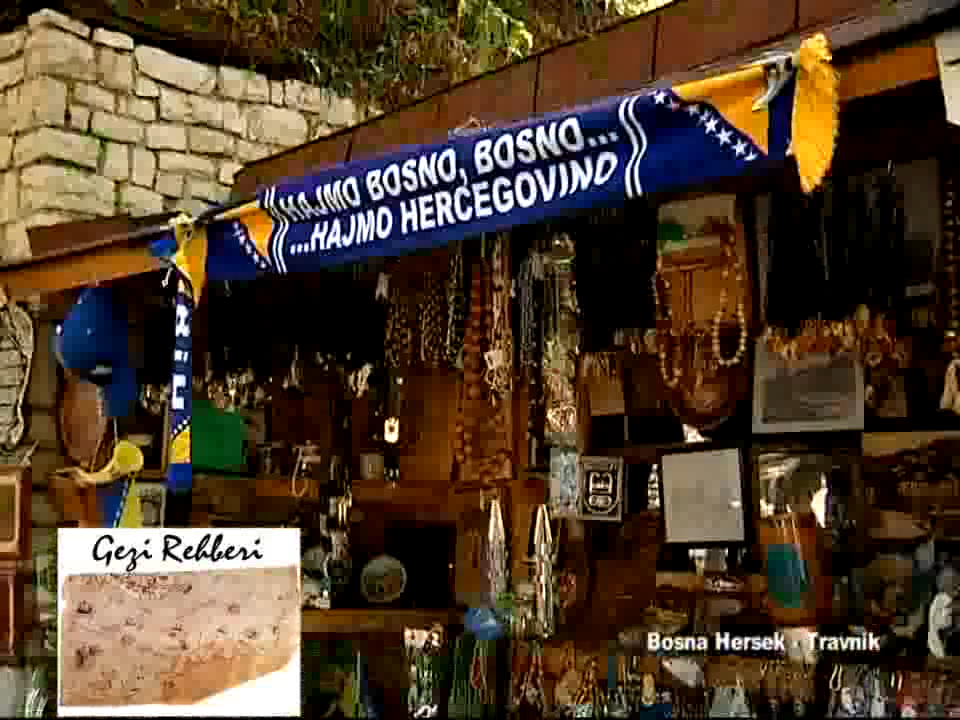 HAJMO BOSNO, BOSNO...
...HAJMO HERCEGOVINO
Gezi Rehberi
Bosna Hersek - Travnik